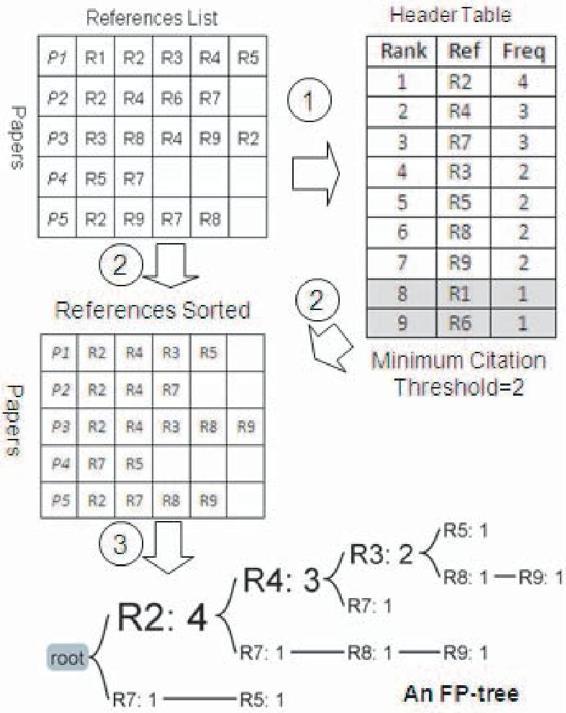 References List
P1 R1 R2 R3 R4 R5
P2 R2 R4 R6 R7
P3 R3 R8 R4 R9 R2
P4 R5 R7
P5 R2 R9 R7 R8
Papers
1
Header Table
Rank Ref Freq
1 R2 4
2 R4 3
3 R7 3
4 R3 2
5 R5 2
6 R8 2
7 R9 2
8 R1 1
9 R6 1
Minimum Citation
Threshold=2
2
2
References Sorted
P1 R2 R4 R3 R5
P2 R2 R4 R7
P3 R2 R4 R3 R8 R9
P4 R7 R5
P5 R2 R7 R8 R9
Papers
3
root
R2: 4
R4: 3
R3: 2
R5: 1
R8: 1
R9: 1
R7: 1
R7: 1
R8: 1
R9: 1
R7: 1
R5: 1
An FP-tree